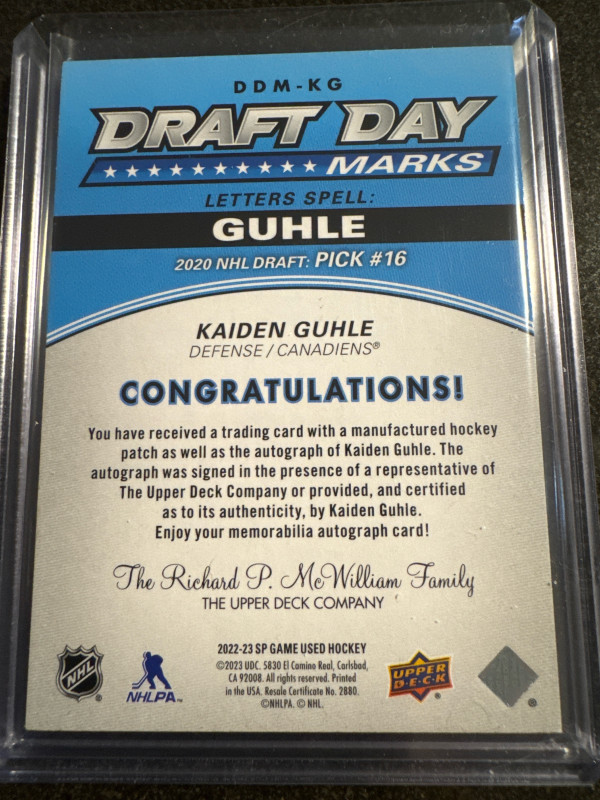 DDM-KG
DRAFT DAY
MARKS
LETTERS SPELL:
GUHLE
2020 NHL DRAFT: PICK #16
KAIDEN GUHLE
DEFENSE / CANADIENS®
CONGRATULATIONS!
You have received a trading card with a manufactured hockey
patch as well as the autograph of Kaiden Guhle. The
autograph was signed in the presence of a representative of
The Upper Deck Company or provided, and certified
as to its authenticity, by Kaiden Guhle.
Enjoy your memorabilia autograph card!
The Richard P. McWilliam Family
THE UPPER DECK COMPANY
2022-23 SP GAME USED HOCKEY
©2023 UDC. 5830 El Camino Real, Carlsbad,
CA 92008. All rights reserved. Printed
in the USA. Resale Certificate No. 2880.
©NHLPA. © NHL.
NHL
NHLPA™
UPPER
DECK®
®